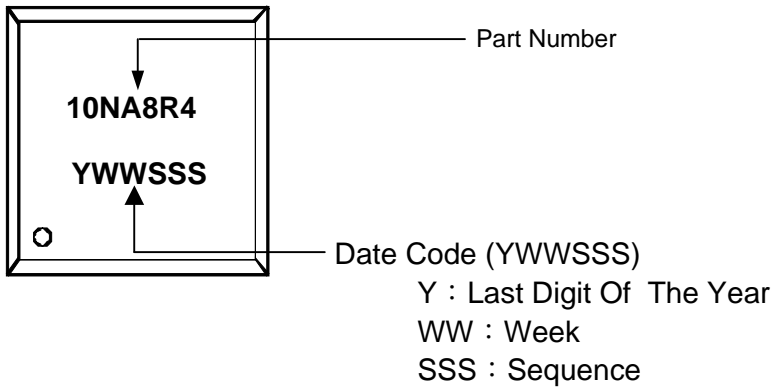 Part Number
10NA8R4
YWWSSS
Date Code (YWWSSS)
Y：Last Digit Of The Year
WW：Week
SSS：Sequence